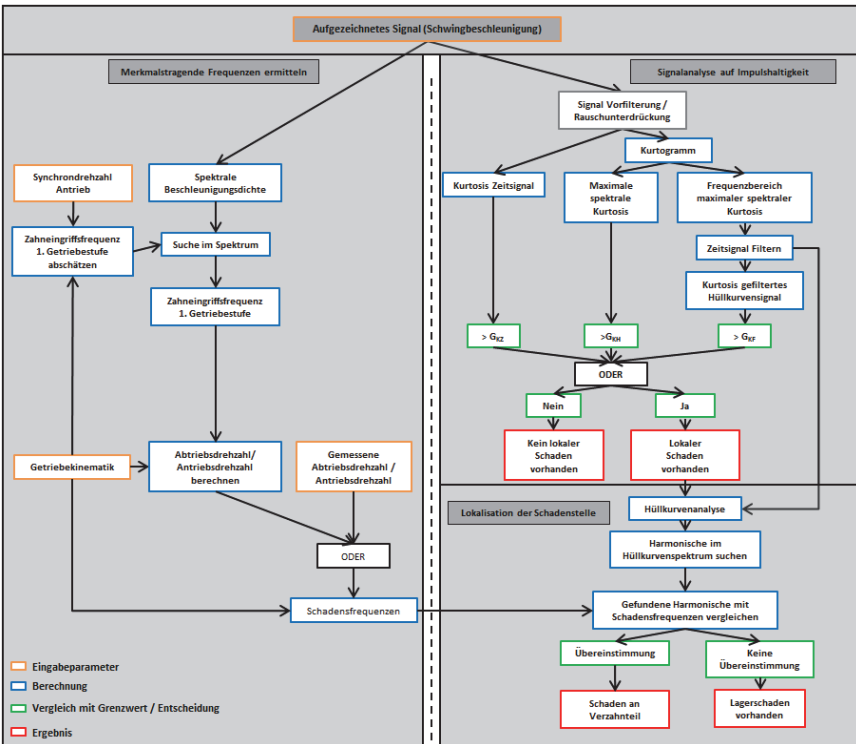 Aufgezeichnetes Signal (Schwingbeschleunigung)
Merkmalstragende Frequenzen ermitteln
Synchrondrehzahl
Antrieb
Spektrale
Beschleunigungsdichte
Zahneingriffsfrequenz
1. Getriebestufe
abschätzen
Suche im Spektrum
Zahneingriffsfrequenz
1. Getriebestufe
Getriebekinematik
Abtriebsdrehzahl/
Antriebsdrehzahl
berechnen
Gemessene
Abtriebsdrehzahl /
Antriebsdrehzahl
ODER
Schadensfrequenzen
Eingabeparameter
Berechnung
Vergleich mit Grenzwert / Entscheidung
Ergebnis
Signalanalyse auf Impulshaltigkeit
Signal Vorfilterung /
Rauschunterdrückung
Kurtogramm
Kurtosis Zeitsignal
Maximale
spektrale
Kurtosis
Frequenzbereich
maximaler spektraler
Kurtosis
Zeitsignal Filtern
Kurtosis gefiltertes
Hüllkurvensignal
> GKZ
>GKH
> GKF
ODER
Nein
Ja
Kein lokaler
Schaden
vorhanden
Lokaler
Schaden
vorhanden
Lokalisation der Schadenstelle
Hüllkurvenanalyse
Harmonische im
Hüllkurvenspektrum suchen
Gefundene Harmonische mit
Schadensfrequenzen vergleichen
Übereinstimmung
Keine
Übereinstimmung
Schaden an
Verzahnteil
Lagerschaden
vorhanden